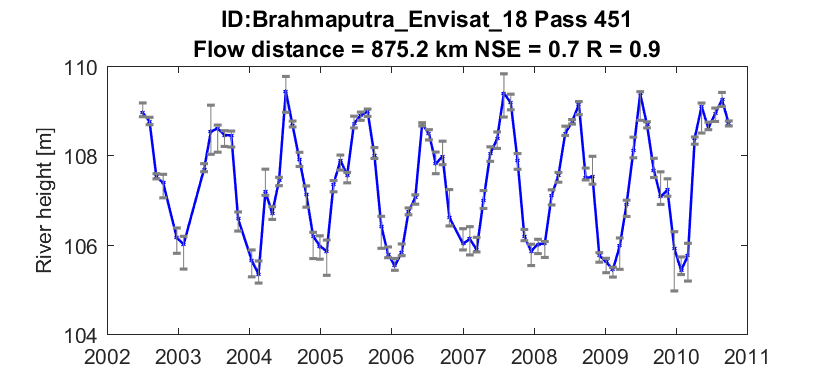 ID:Brahmaputra_Envisat_18 Pass 451
Flow distance = 875.2 km NSE = 0.7 R = 0.9
River height [m]
110
108
106
104
2002 2003 2004 2005 2006 2007 2008 2009 2010 2011